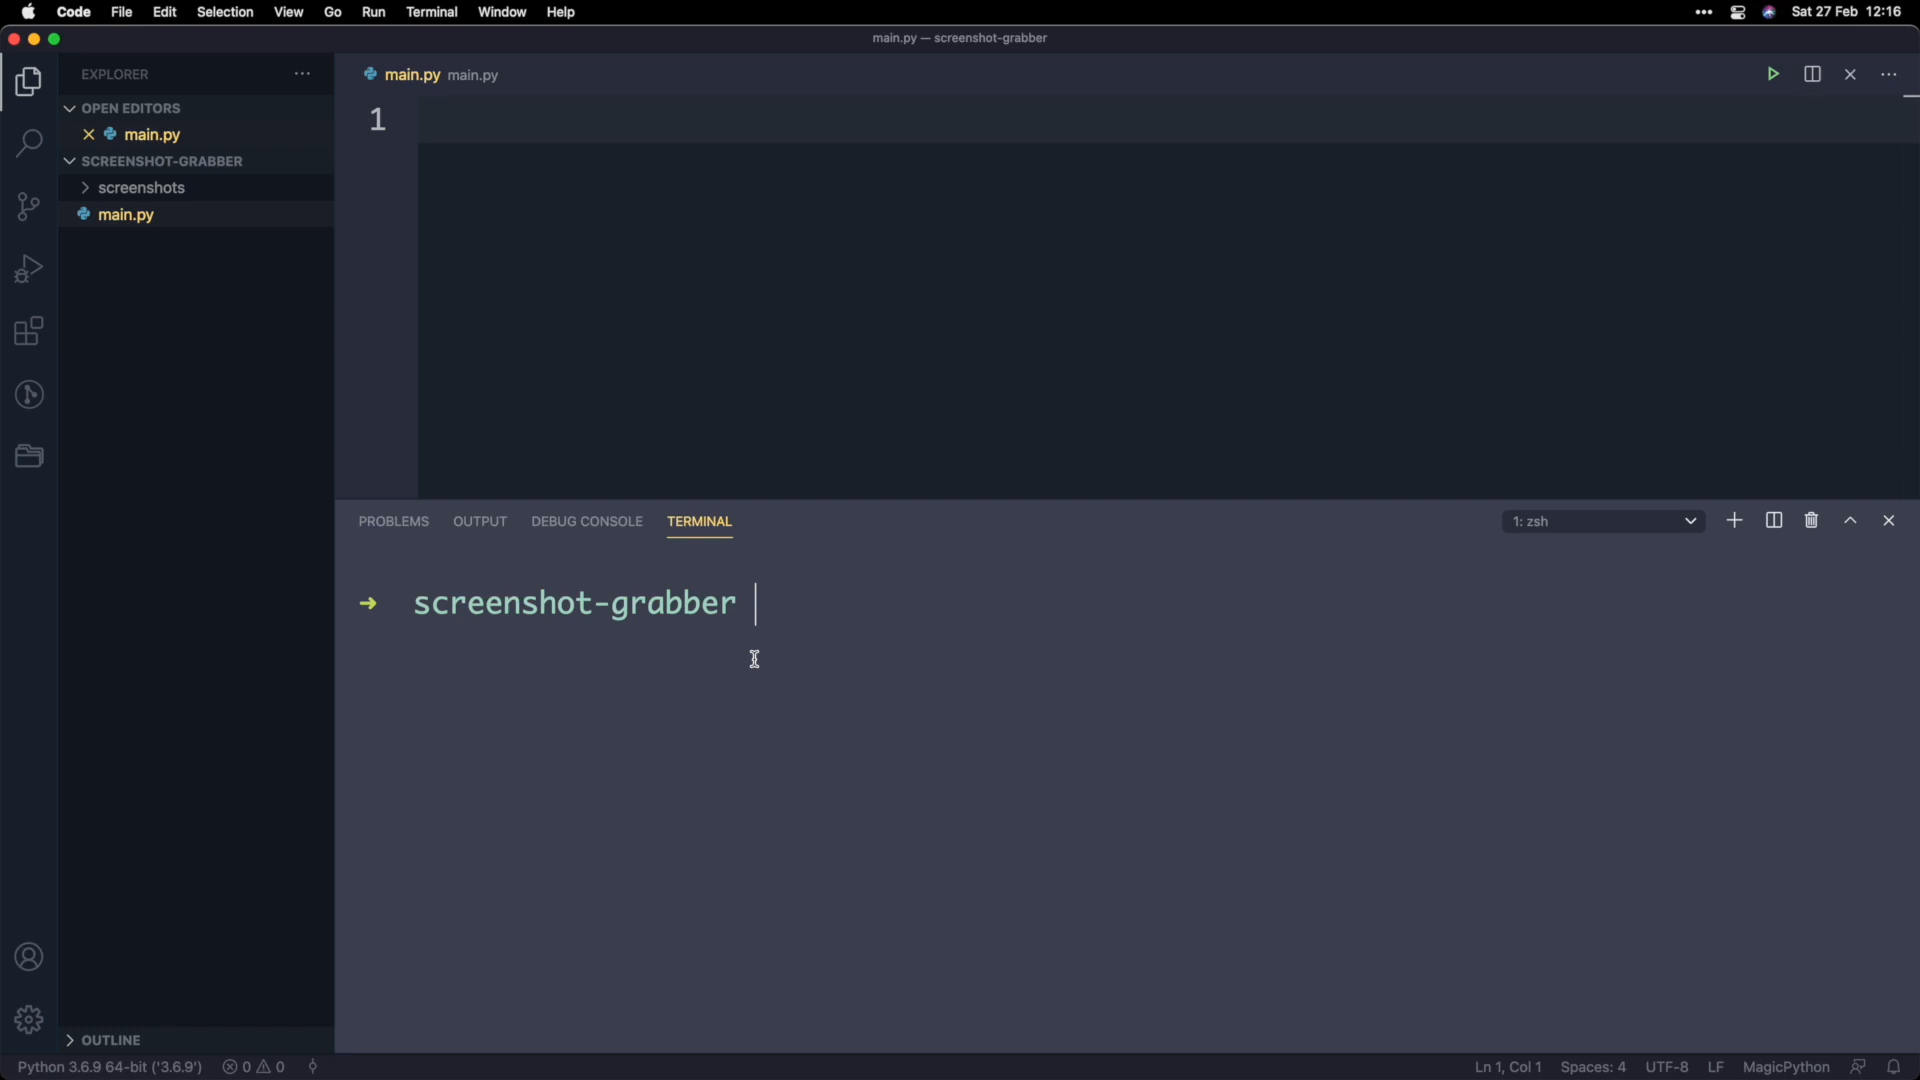 Code File Edit Selection View Go Run Terminal Window Help
Sat 27 Feb 12:16
main.py — screenshot-grabber
EXPLORER
OPEN EDITORS
main.py
SCREENSHOT-GRABBER
screenshots
main.py
OUTLINE
main.py main.py
1
PROBLEMS OUTPUT DEBUG CONSOLE TERMINAL
1: zsh
screenshot-grabber
Python 3.6.9 64-bit ('3.6.9') 0 0
Ln 1, Col 1 Spaces: 4 UTF-8 LF MagicPython